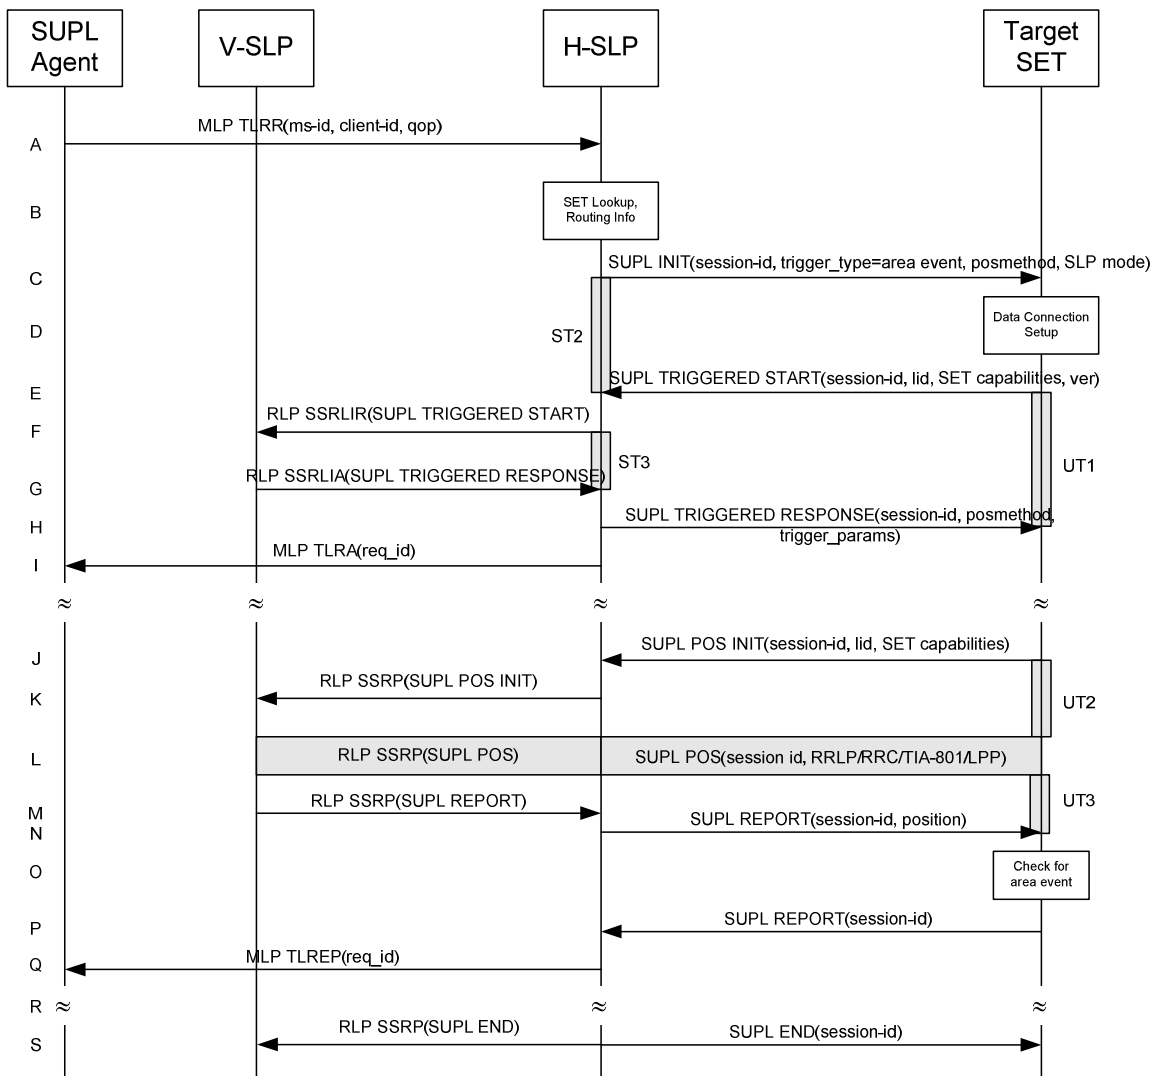 SUPL
Agent
V-SLP
H-SLP
Target
SET
A
MLP TLRR(ms-id, client-id, qop)
B
SET Lookup,
Routing Info
C
SUPL INIT(session-id, trigger_type=area event, posmethod, SLP mode)
D
ST2
Data Connection
Setup
E
SUPL TRIGGERED START(session-id, lid, SET capabilities, ver)
F
RLP SSRLIR(SUPL TRIGGERED START)
ST3
UT1
G
RLP SSRLIA(SUPL TRIGGERED RESPONSE)
H
SUPL TRIGGERED RESPONSE(session-id, posmethod,
trigger_params)
I
MLP TLRA(req_id)
≈ ≈ ≈ ≈
J
SUPL POS INIT(session-id, lid, SET capabilities)
K
RLP SSRP(SUPL POS INIT)
UT2
L
RLP SSRP(SUPL POS)
SUPL POS(session id, RRLP/RRC/TIA-801/LPP)
M
RLP SSRP(SUPL REPORT)
UT3
N
SUPL REPORT(session-id, position)
O
Check for
area event
P
SUPL REPORT(session-id)
Q
MLP TLREP(req_id)
R ≈ ≈ ≈
S
RLP SSRP(SUPL END)
SUPL END(session-id)